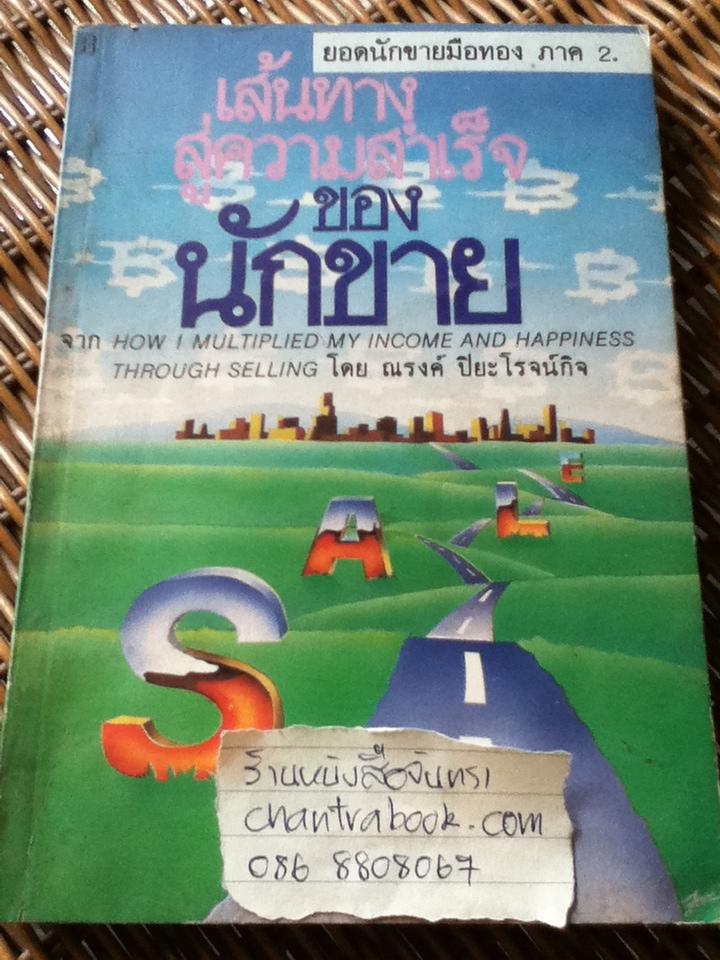 ยอดนักขายมือทอง ภาค 2.
เส้นทาง
สู่ความสำเร็จ
ของ
นักขาย
จาก HOW I MULTIPLIED MY INCOME AND HAPPINESS
THROUGH SELLING โดย ณรงค์ ปิยะโรจน์กิจ
S A L E
ร้านหนังสือจันทรา
chantrabook.com
086 8808067